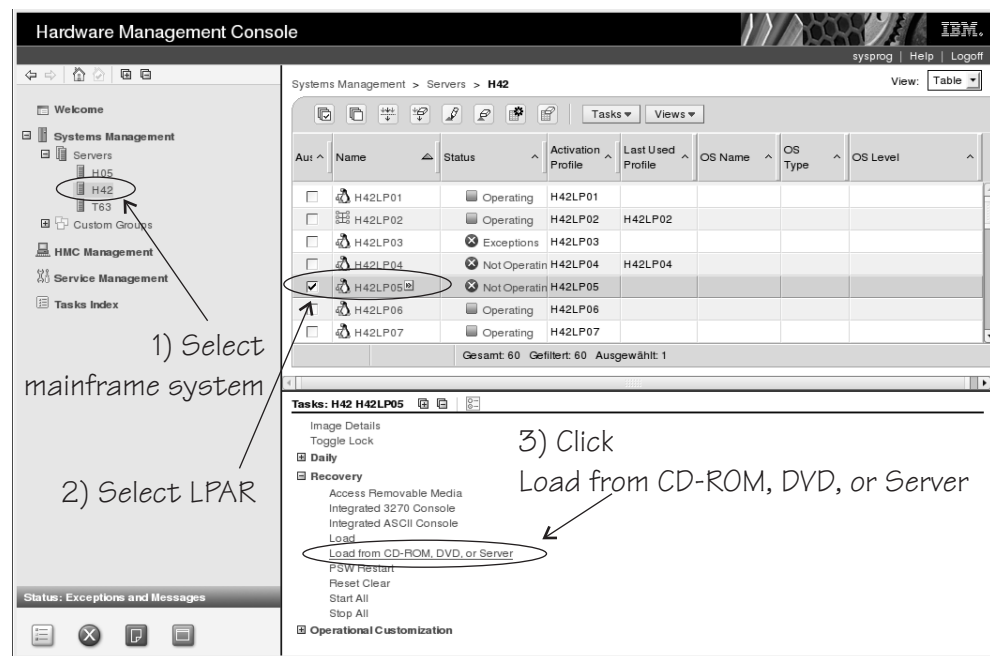 Hardware Management Console
IBM.
sysprog | Help | Logoff
Systems Management > Servers > H42
View: Table
Welcome
Systems Management
Servers
H05
H42
T63
Custom Groups
HMC Management
Service Management
Tasks Index
Tasks Views
Name Status Activation Profile Last Used Profile OS Name OS Type OS Level
H42LP01 Operating H42LP01
H42LP02 Operating H42LP02 H42LP02
H42LP03 Exceptions H42LP03
H42LP04 Not Operatin H42LP04 H42LP04
H42LP05 Not Operatin H42LP05
H42LP06 Operating H42LP06
H42LP07 Operating H42LP07
Gesamt: 60 Gefiltert: 60 Ausgewählt: 1
1) Select
mainframe system
2) Select LPAR
Tasks: H42 H42LP05
Image Details
Toggle Lock
Daily
Recovery
Access Removable Media
Integrated 3270 Console
Integrated ASCII Console
Load
Load from CD-ROM, DVD, or Server
PSW Restart
Reset Clear
Start All
Stop All
Operational Customization
3) Click
Load from CD-ROM, DVD, or Server
Status: Exceptions and Messages